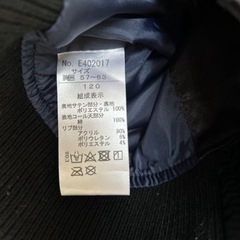 No. E402017
サイズ
胸囲 57～63
120
組成表示
表地サテン部分・裏地
ポリエステル 100%
裏地コール天部分
綿 100%
リブ部分
アクリル 90%
ポリウレタン 6%
ポリエステル 4%